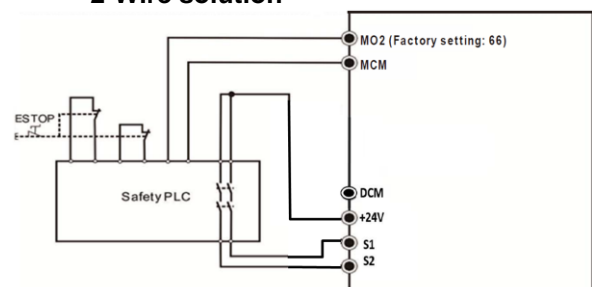 2 Wire solution
MO2 (Factory setting: 66)
MCM
ESTOP
Safety PLC
DCM
+24V
S1
S2